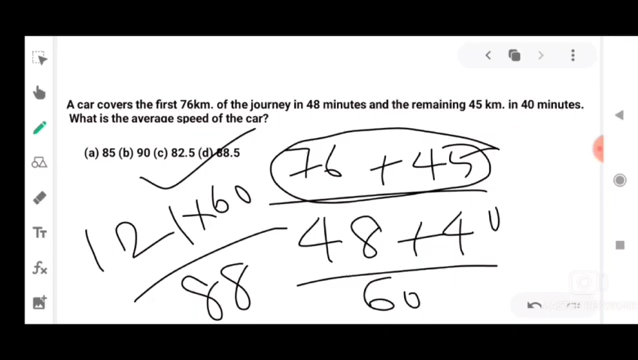 A car covers the first 76km. of the journey in 48 minutes and the remaining 45 km. in 40 minutes.
What is the average speed of the car?
(a) 85 (b) 90 (c) 82.5 (d) 88.5
76 + 45
48 + 40
60
121 x 60
88
Tt
fx